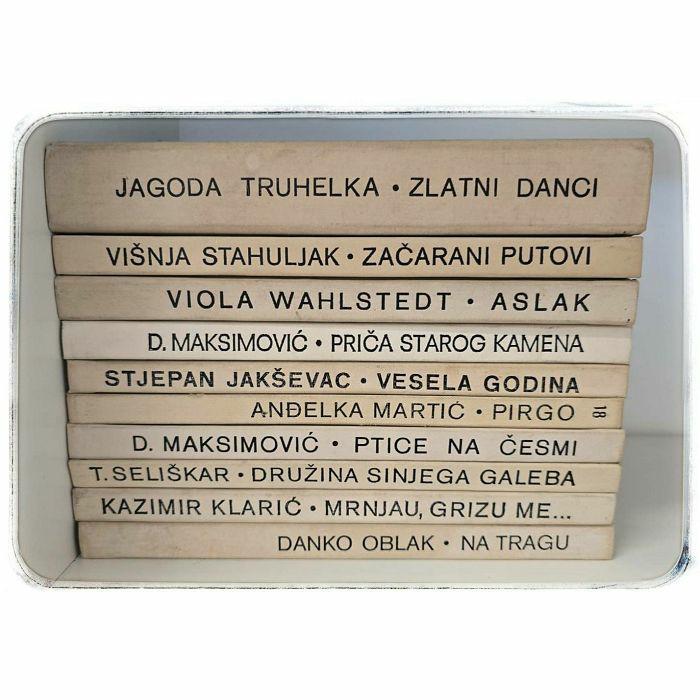 JAGODA TRUHELKA • ZLATNI DANCI
VIŠNJA STAHULJAK • ZAČARANI PUTOVI
VIOLA WAHLSTEDT • ASLAK
D. MAKSIMOVIĆ • PRIČA STAROG KAMENA
STJEPAN JAKŠEVAC • VESELA GODINA
ANĐELKA MARTIĆ • PIRGO 18
D. MAKSIMOVIĆ • PTICE NA ČESMI
T. SELIŠKAR • DRUŽINA SINJEGA GALEBA
KAZIMIR KLARIĆ • MRNJAU, GRIZU ME...
DANKO OBLAK • NA TRAGU